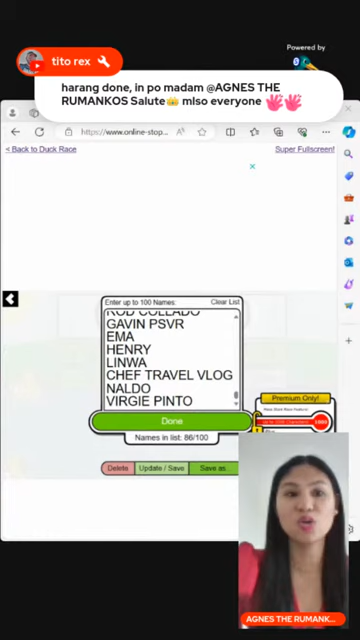 tito rex
Powered by
harang done, in po madam @AGNES THE
RUMANKOS Salute👑 mlso everyone 💓💓
https://www.online-stop...
< Back to Duck Race
Super Fullscreen!
Enter up to 100 Names:
Clear List
ROD COLLADO
GAVIN PSVR
EMA
HENRY
LINWA
CHEF TRAVEL VLOG
NALDO
VIRGIE PINTO
Done
Names in list: 86/100
Premium Only!
1000
Delete
Update / Save
Save as..
AGNES THE RUMANK...